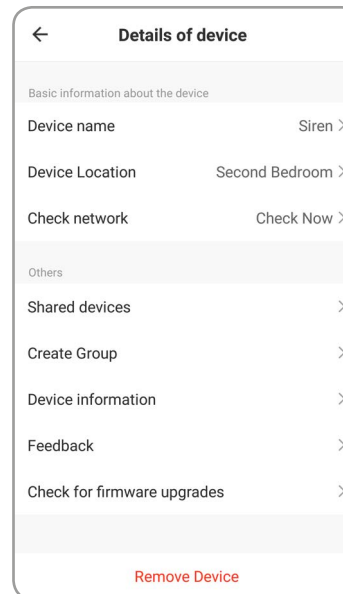 Details of device
Basic information about the device
Device name Siren
Device Location Second Bedroom
Check network Check Now
Others
Shared devices
Create Group
Device information
Feedback
Check for firmware upgrades
Remove Device